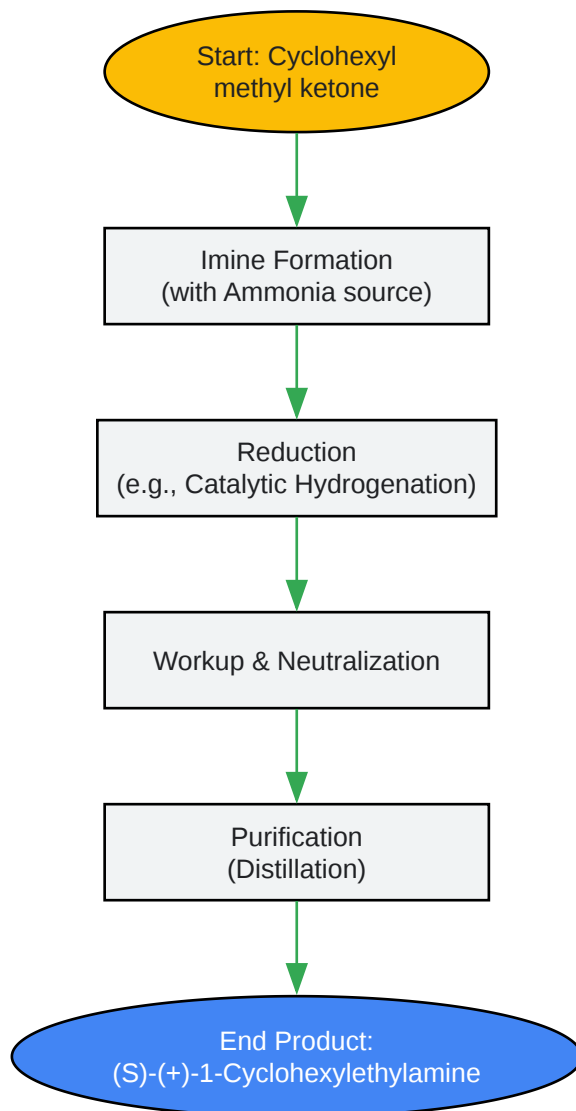 Start: Cyclohexyl
methyl ketone
Imine Formation
(with Ammonia source)
Reduction
(e.g., Catalytic Hydrogenation)
Workup & Neutralization
Purification
(Distillation)
End Product:
(S)-(+)-1-Cyclohexylethylamine